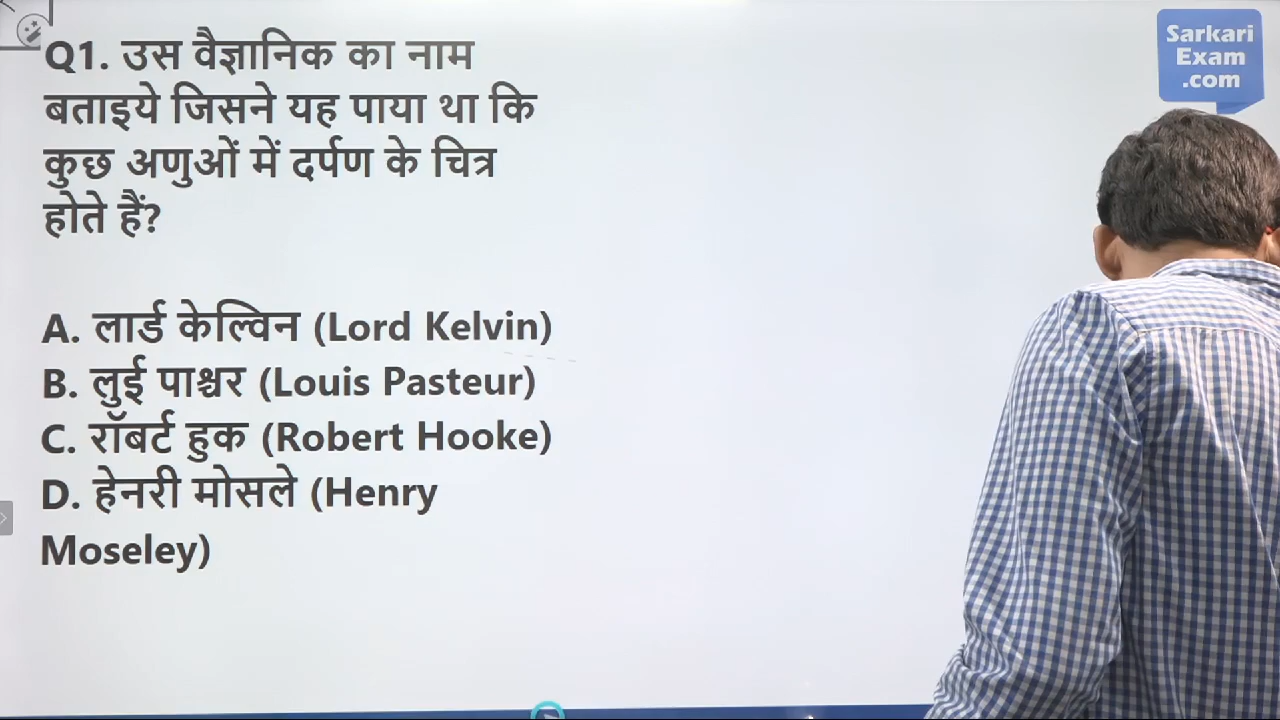 Sarkari
Exam
.com
Q1. उस वैज्ञानिक का नाम
बताइये जिसने यह पाया था कि
कुछ अणुओं में दर्पण के चित्र
होते हैं?
A. लार्ड केल्विन (Lord Kelvin)
B. लुई पाश्चर (Louis Pasteur)
C. रॉबर्ट हुक (Robert Hooke)
D. हेनरी मोसले (Henry
Moseley)